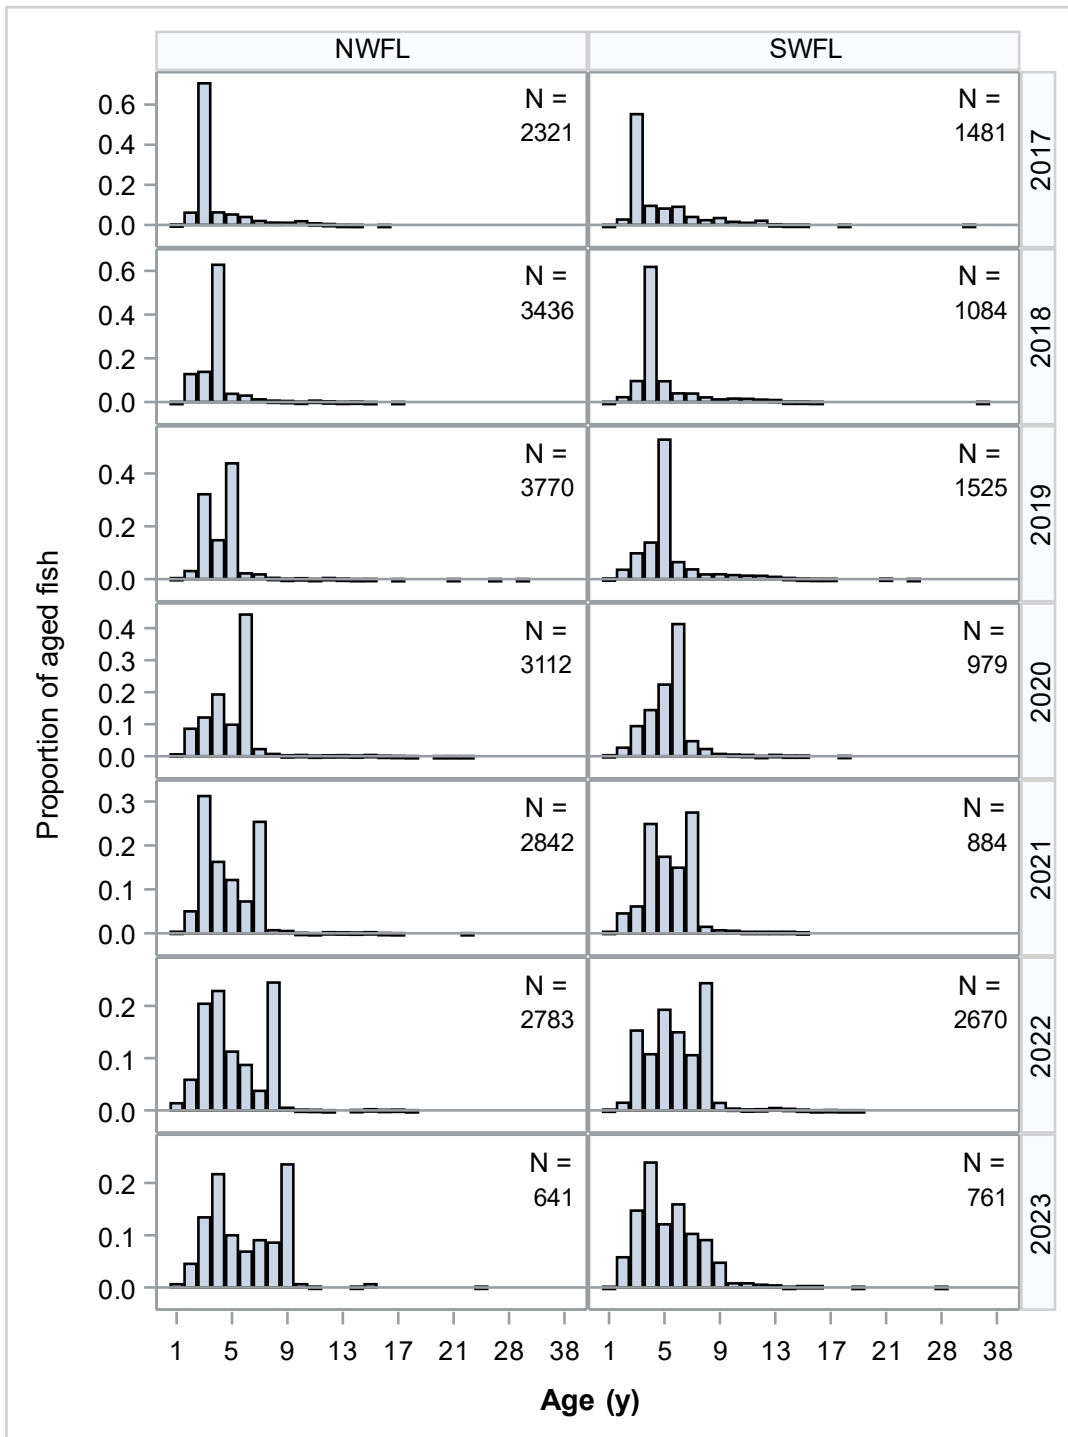 NWFL SWFL
0.6
0.4
0.2
0.0
N =
2321
N =
1481
2017
0.6
0.4
0.2
0.0
N =
3436
N =
1084
2018
0.4
0.2
0.0
N =
3770
N =
1525
2019
0.4
0.3
0.2
0.1
0.0
N =
3112
N =
979
2020
0.3
0.2
0.1
0.0
N =
2842
N =
884
2021
0.2
0.1
0.0
N =
2783
N =
2670
2022
0.2
0.1
0.0
N =
641
N =
761
2023
Proportion of aged fish
1 5 9 13 17 21 28 38 1 5 9 13 17 21 28 38
Age (y)